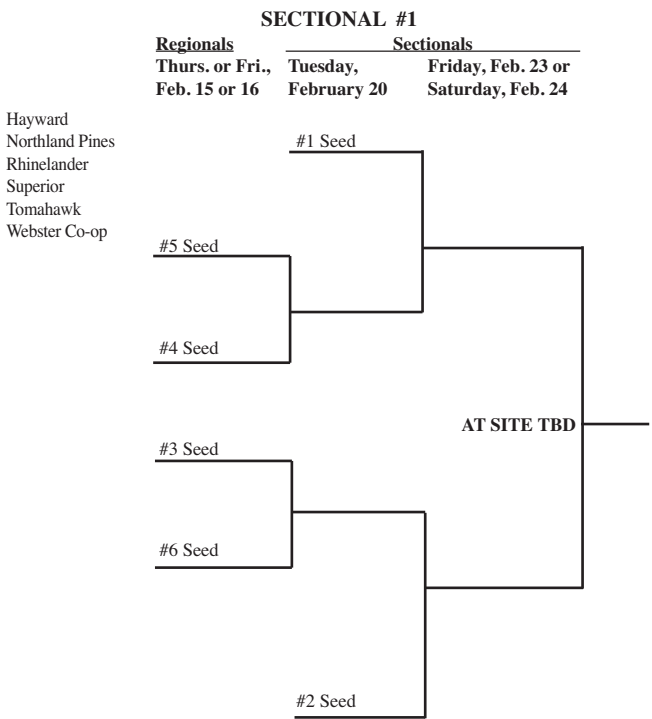 SECTIONAL #1
Regionals
Sectionals
Thurs. or Fri.,
Feb. 15 or 16
Tuesday,
February 20
Friday, Feb. 23 or
Saturday, Feb. 24
Hayward
Northland Pines
Rhinelander
Superior
Tomahawk
Webster Co-op
#1 Seed
#5 Seed
#4 Seed
AT SITE TBD
#3 Seed
#6 Seed
#2 Seed